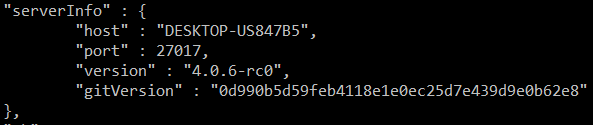 "serverInfo" : {
"host" : "DESKTOP-US847B5",
"port" : 27017,
"version" : "4.0.6-rc0",
"gitVersion" : "0d990b5d59feb4118e1e0ec25d7e439d9e0b62e8"
},